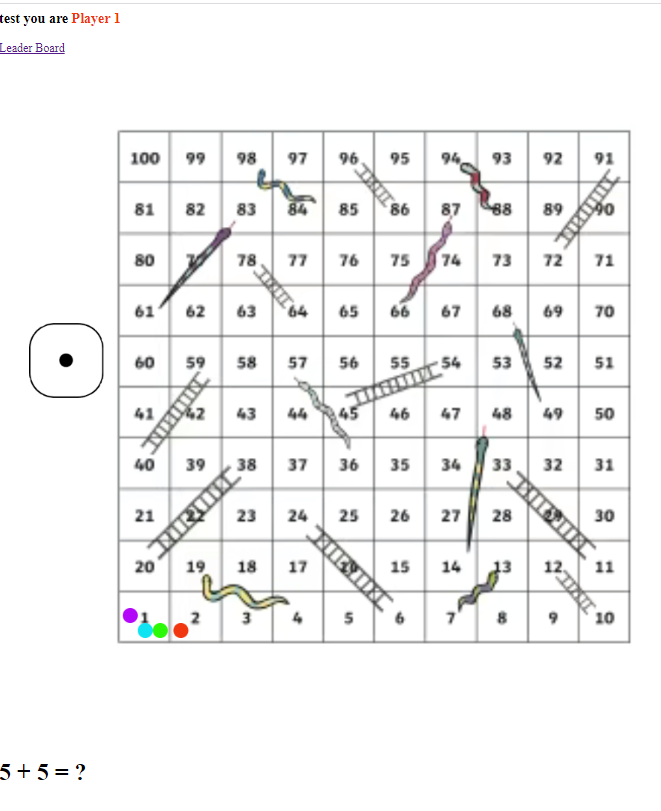 test you are Player 1
Leader Board
100 99 98 97 96 95 94 93 92 91
81 82 83 84 85 86 87 88 89 90
80 79 78 77 76 75 74 73 72 71
61 62 63 64 65 66 67 68 69 70
60 59 58 57 56 55 54 53 52 51
41 42 43 44 45 46 47 48 49 50
40 39 38 37 36 35 34 33 32 31
21 22 23 24 25 26 27 28 29 30
20 19 18 17 16 15 14 13 12 11
1 2 3 4 5 6 7 8 9 10
5 + 5 = ?